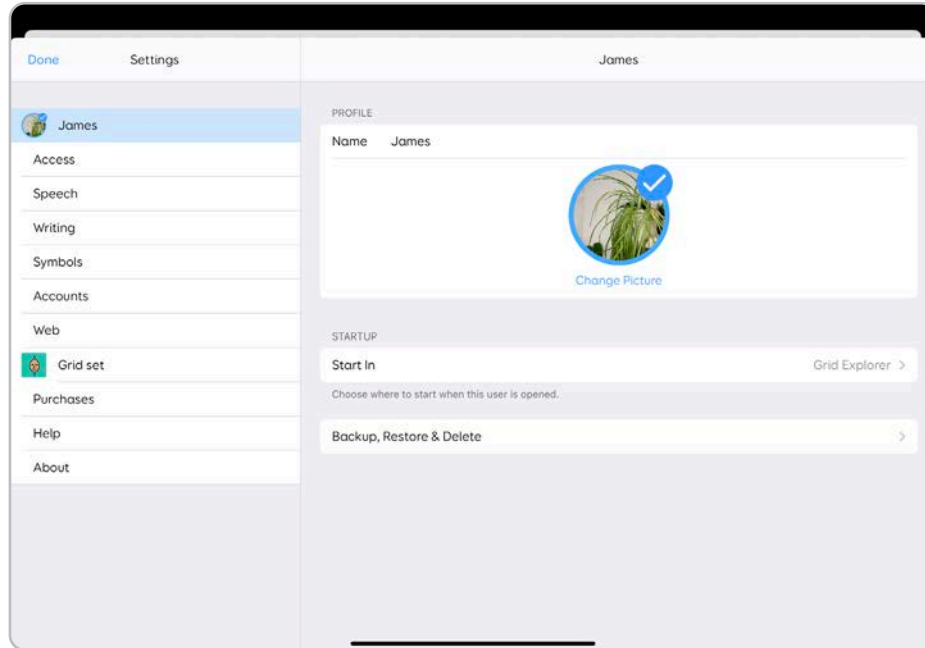 Done
Settings
James
James
Access
Speech
Writing
Symbols
Accounts
Web
Grid set
Purchases
Help
About
PROFILE
Name James
Change Picture
STARTUP
Start In Grid Explorer >
Choose where to start when this user is opened.
Backup, Restore & Delete >